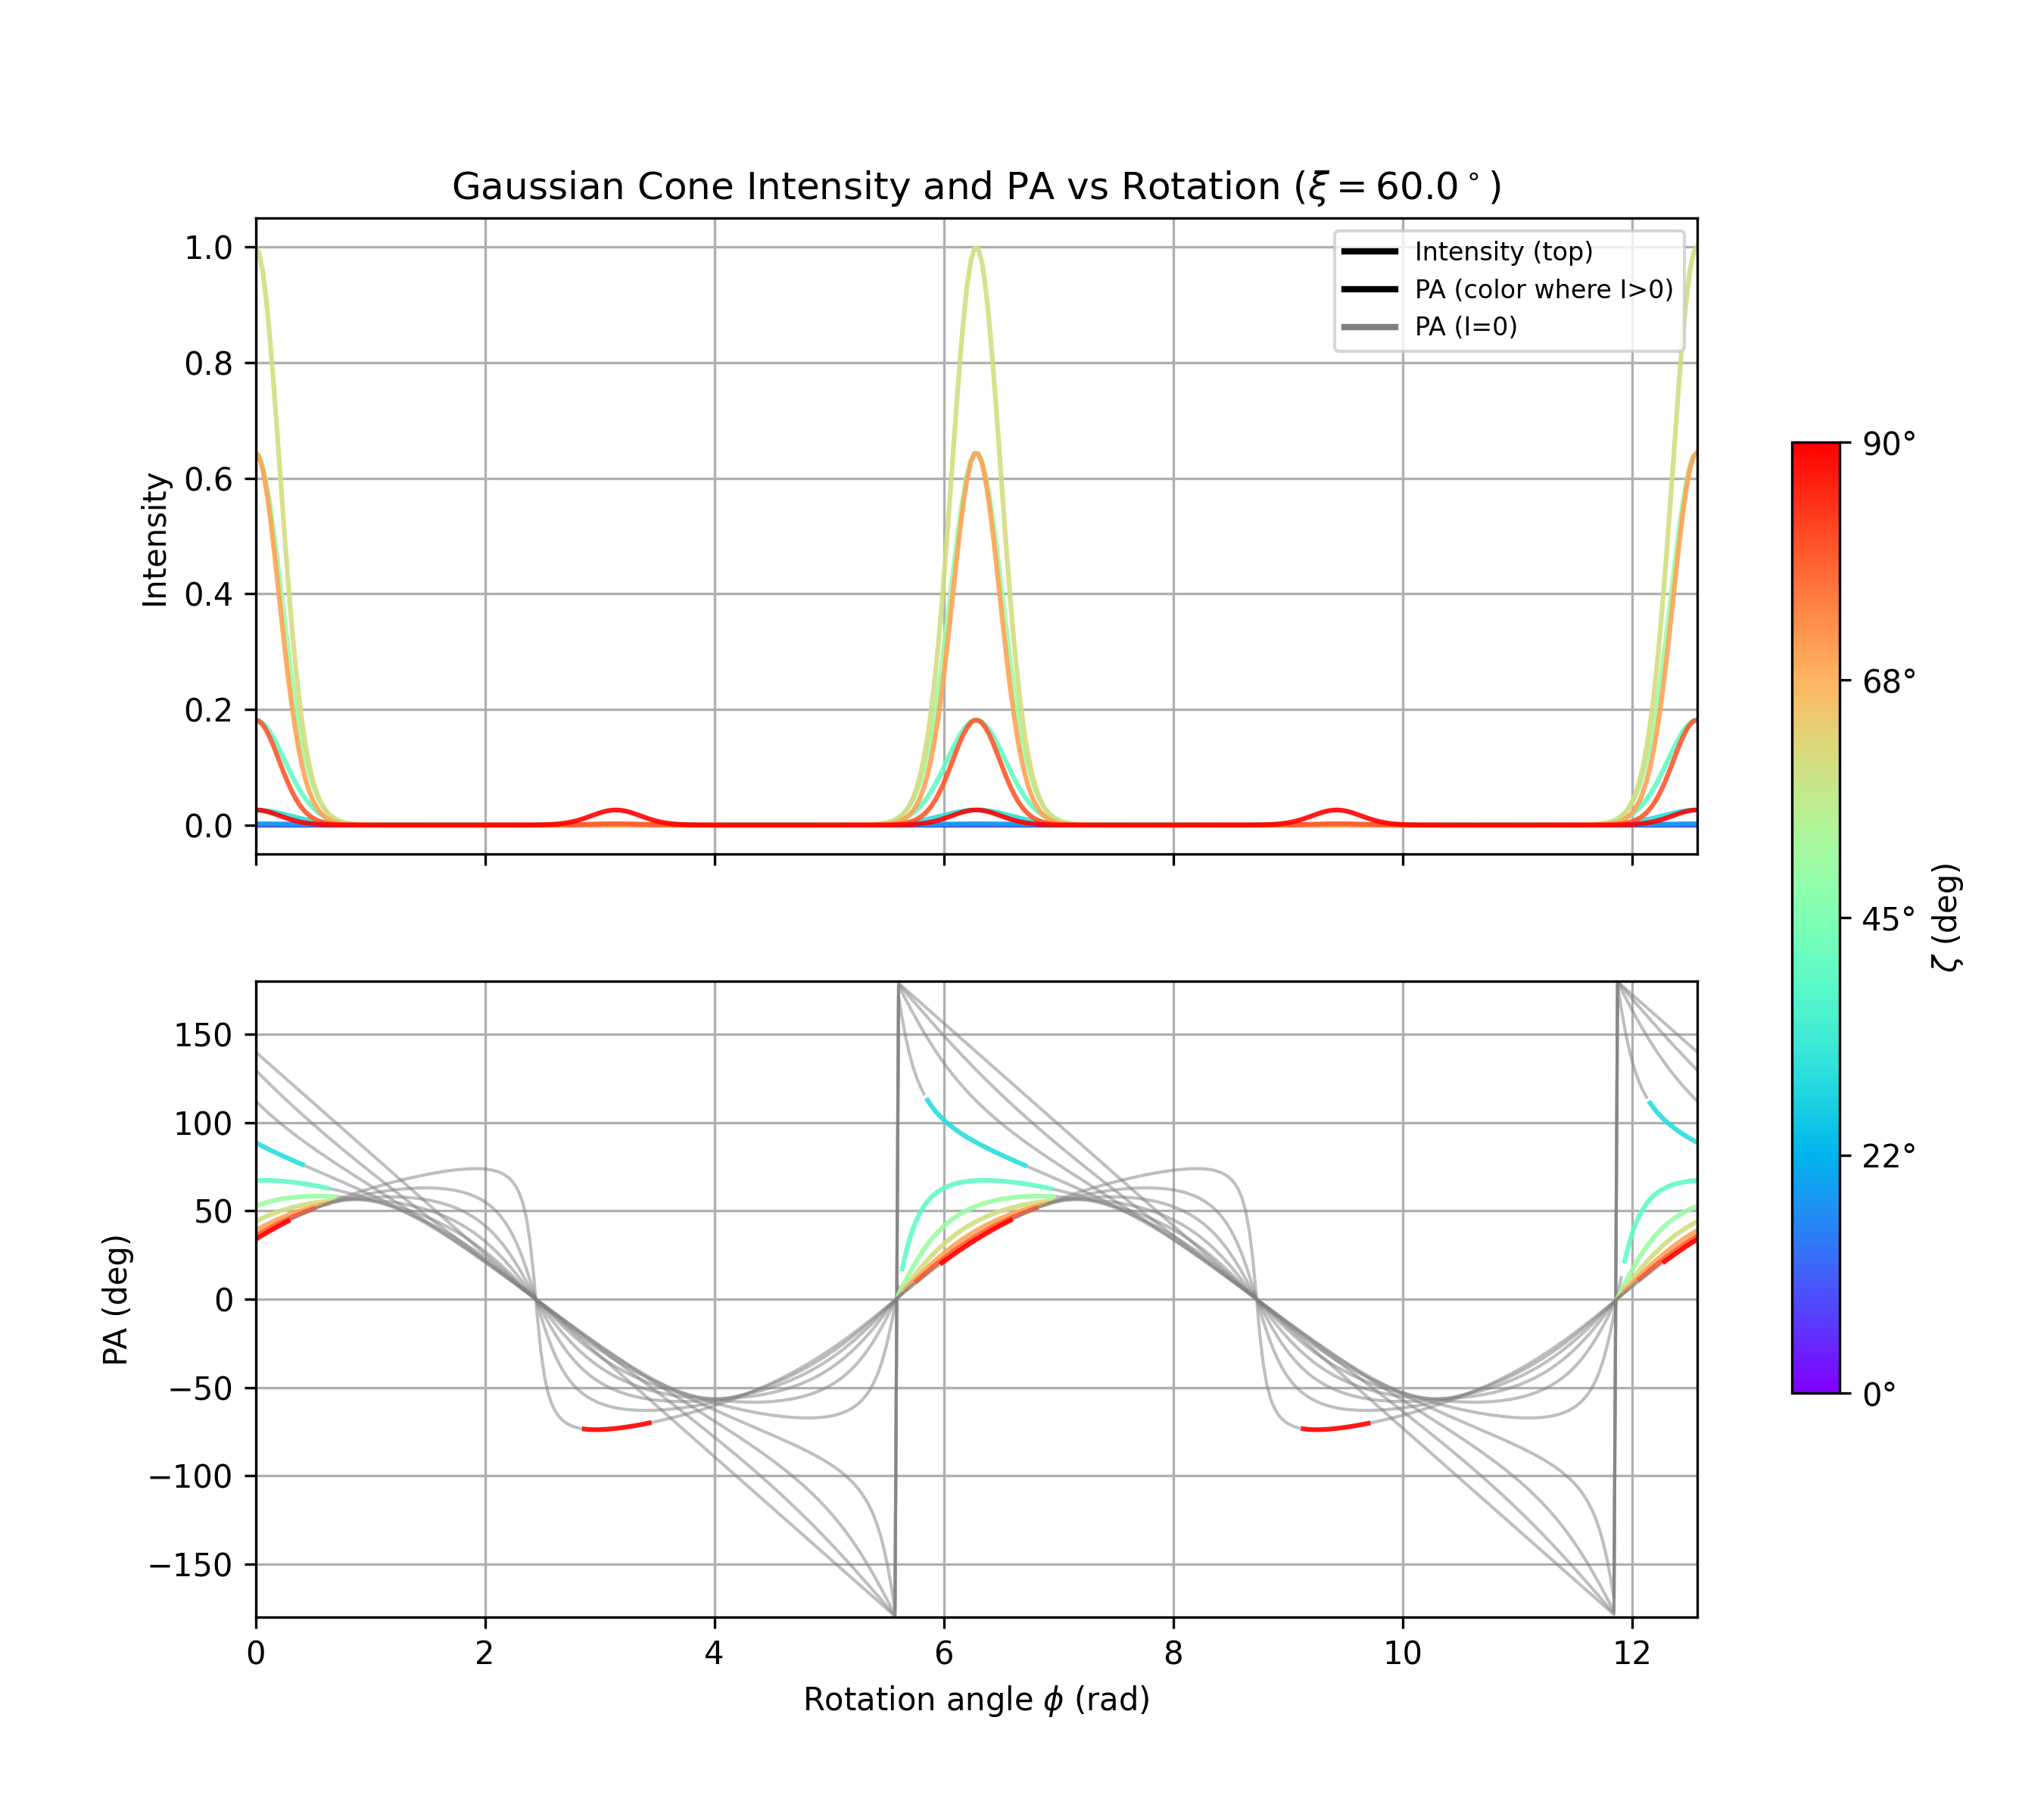 Gaussian Cone Intensity and PA vs Rotation (ξ = 60.0°)
Intensity
1.0
0.8
0.6
0.4
0.2
0.0
Intensity (top)
PA (color where I>0)
PA (I=0)
PA (deg)
150
100
50
0
−50
−100
−150
0 2 4 6 8 10 12
Rotation angle ϕ (rad)
90°
68°
45°
22°
0°
ζ (deg)